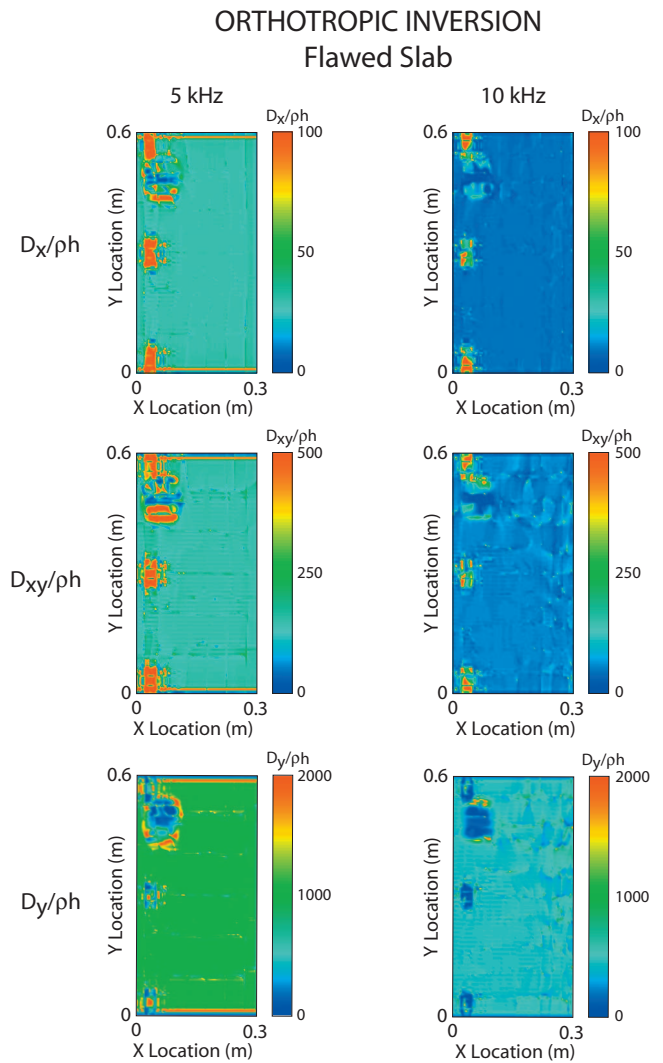 ORTHOTROPIC INVERSION
Flawed Slab
5 kHz
10 kHz
Dx/ρh
Dx/ρh
0.6
100
0.6
100
Dx/ρh
Y Location (m)
50
Y Location (m)
50
0
0
0
0
0
0.3
0
0.3
X Location (m)
X Location (m)
Dxy/ρh
Dxy/ρh
0.6
500
0.6
500
Dxy/ρh
Y Location (m)
250
Y Location (m)
250
0
0
0
0
0
0.3
0
0.3
X Location (m)
X Location (m)
Dy/ρh
Dy/ρh
0.6
2000
0.6
2000
Dy/ρh
Y Location (m)
1000
Y Location (m)
1000
0
0
0
0
0
0.3
0
0.3
X Location (m)
X Location (m)